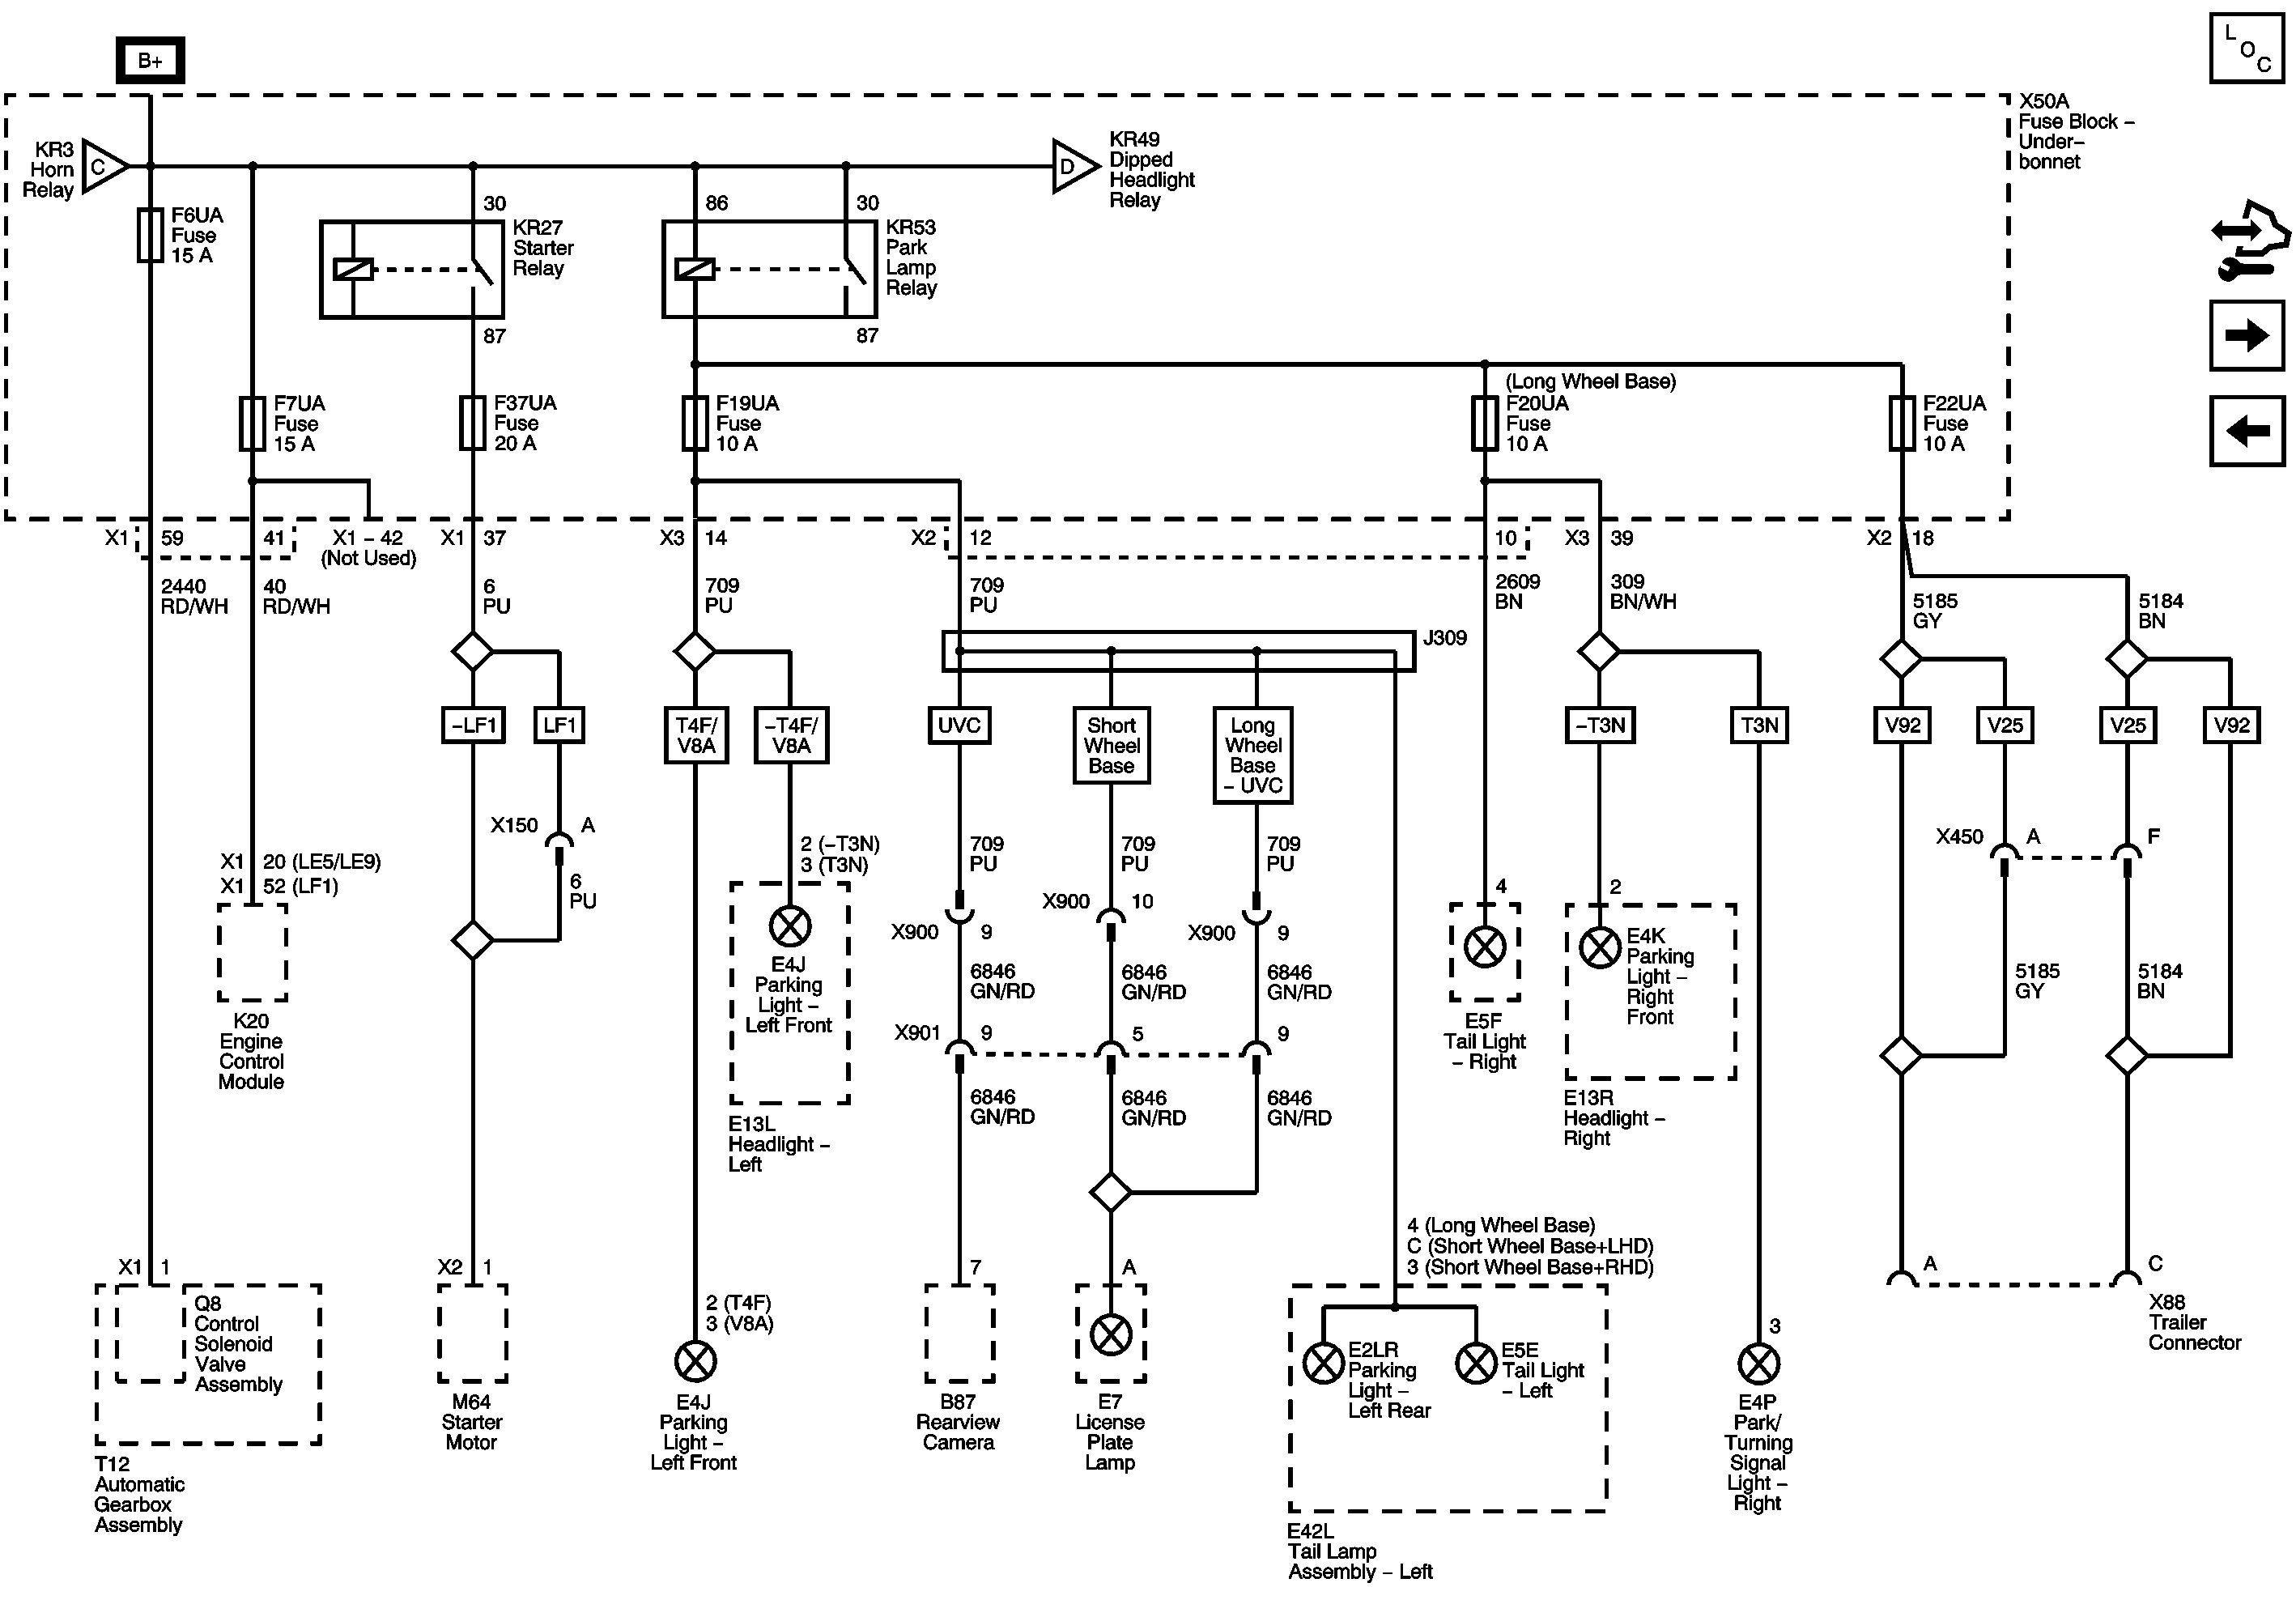 B+
L
O
C
X50A
Fuse Block –
Under–
bonnet
KR3
Horn
Relay
C
D
KR49
Dipped
Headlight
Relay
F6UA
Fuse
15 A
30
KR27
Starter
Relay
87
86
30
KR53
Park
Lamp
Relay
87
F7UA
Fuse
15 A
F37UA
Fuse
20 A
F19UA
Fuse
10 A
(Long Wheel Base)
F20UA
Fuse
10 A
F22UA
Fuse
10 A
X1 59
41
X1 – 42
(Not Used)
X1 37
X3 14
X2 12
10
X3 39
X2 18
2440
RD/WH
40
RD/WH
6
PU
709
PU
709
PU
2609
BN
309
BN/WH
5185
GY
5184
BN
J309
–LF1
LF1
T4F/
V8A
–T4F/
V8A
UVC
Short
Wheel
Base
Long
Wheel
Base
– UVC
–T3N
T3N
V92
V25
V25
V92
X150 A
6
PU
2 (–T3N)
3 (T3N)
709
PU
709
PU
709
PU
X450 A
F
X1 20 (LE5/LE9)
X1 52 (LF1)
K20
Engine
Control
Module
E4J
Parking
Light –
Left Front
E13L
Headlight –
Left
X900 9
X900 10
X900 9
6846
GN/RD
6846
GN/RD
6846
GN/RD
X901 9
5
9
6846
GN/RD
6846
GN/RD
6846
GN/RD
4
E5F
Tail Light
– Right
2
E4K
Parking
Light –
Right
Front
E13R
Headlight –
Right
5185
GY
5184
BN
X1 1
Q8
Control
Solenoid
Valve
Assembly
T12
Automatic
Gearbox
Assembly
X2 1
M64
Starter
Motor
2 (T4F)
3 (V8A)
E4J
Parking
Light –
Left Front
7
B87
Rearview
Camera
A
E7
License
Plate
Lamp
4 (Long Wheel Base)
C (Short Wheel Base+LHD)
3 (Short Wheel Base+RHD)
E2LR
Parking
Light –
Left Rear
E5E
Tail Light
– Left
E42L
Tail Lamp
Assembly – Left
3
E4P
Park/
Turning
Signal
Light –
Right
A
C
X88
Trailer
Connector